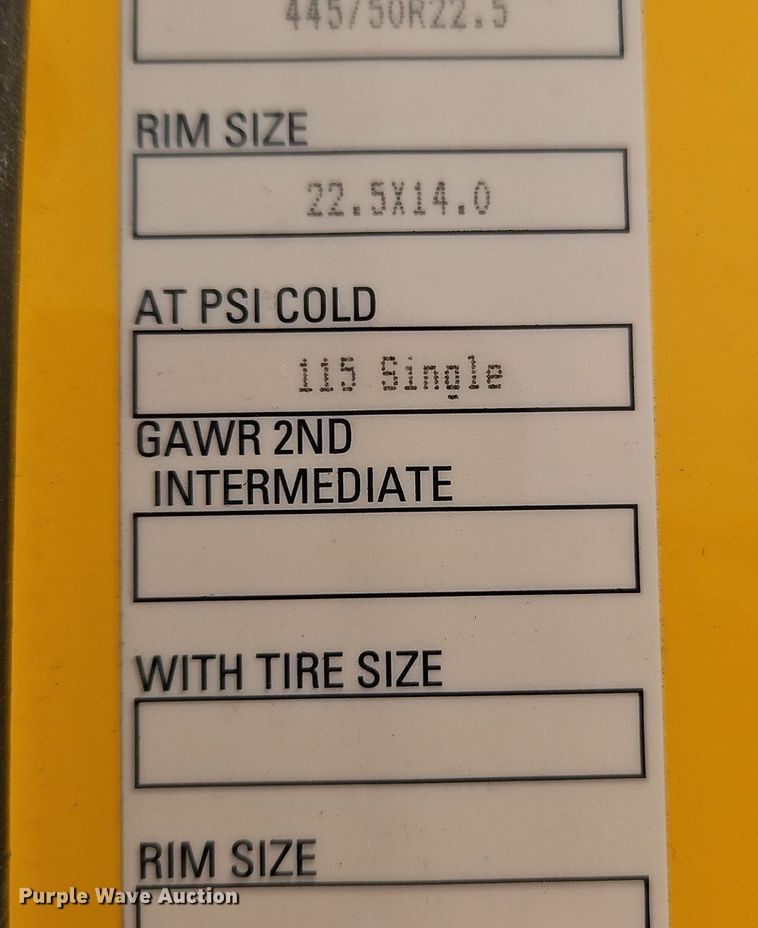 445/50R22.5
RIM SIZE
22.5X14.0
AT PSI COLD
115 Single
GAWR 2ND
INTERMEDIATE
WITH TIRE SIZE
RIM SIZE
Purple Wave Auction